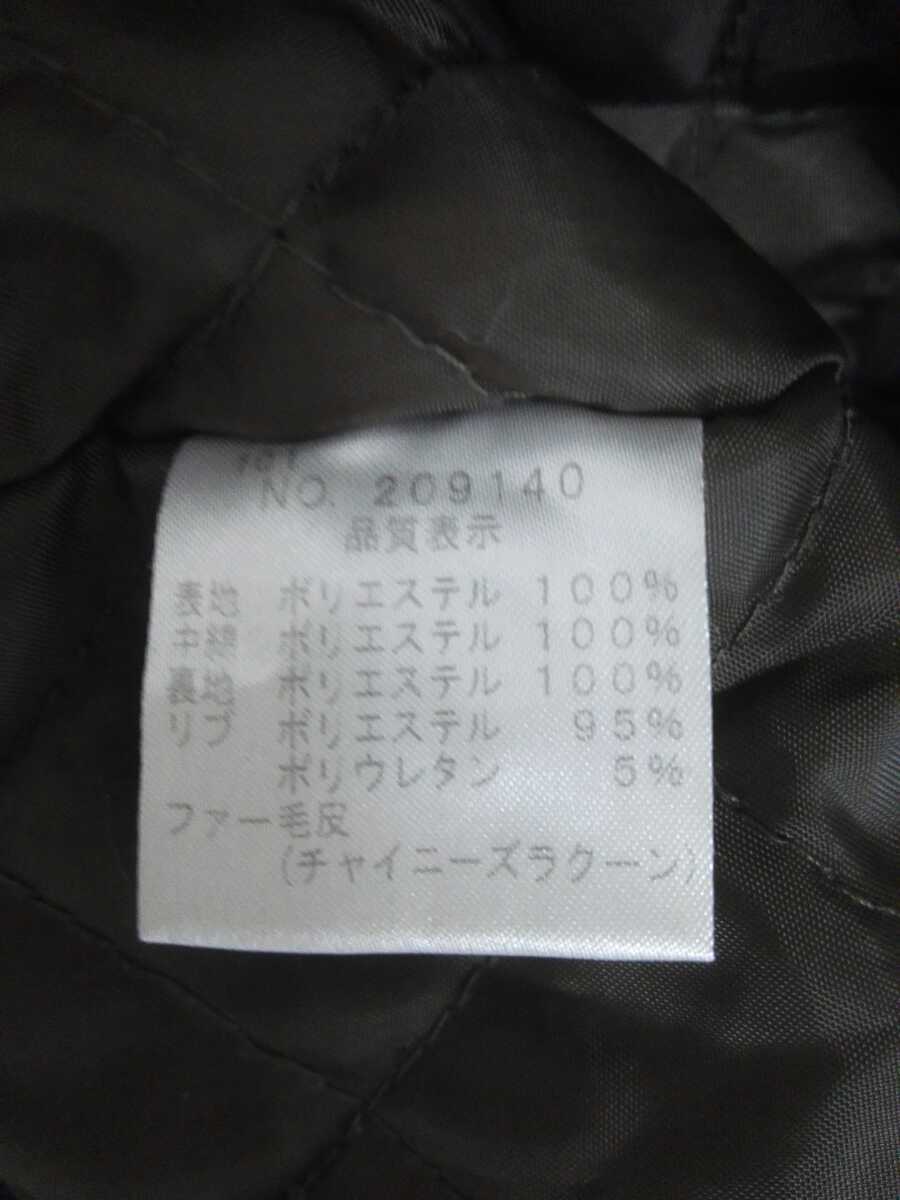 NO. 209140
品質表示
表地 ポリエステル 100%
中綿 ポリエステル 100%
裏地 ポリエステル 100%
リブ ポリエステル 95%
ポリウレタン 5%
ファー毛皮
(チャイニーズラクーン)